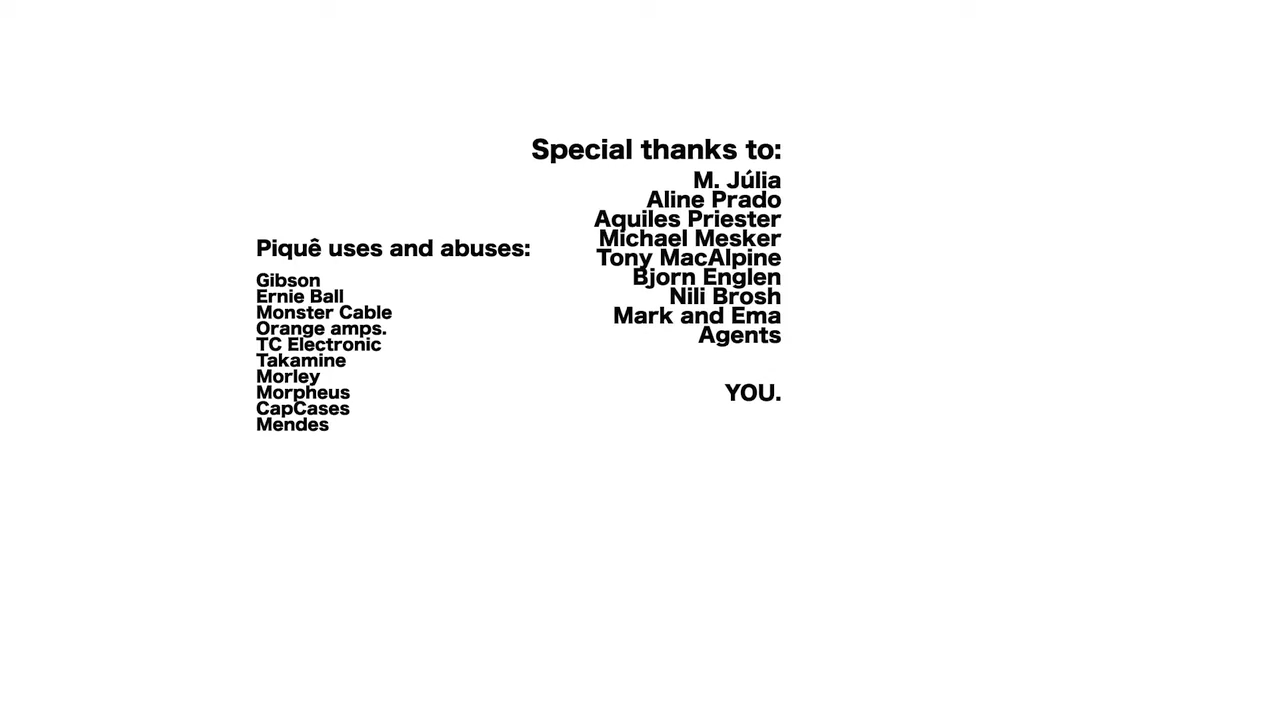 Special thanks to:
M. Júlia
Aline Prado
Aquiles Priester
Michael Mesker
Tony MacAlpine
Bjorn Englen
Nili Brosh
Mark and Ema
Agents
YOU.
Piquê uses and abuses:
Gibson
Ernie Ball
Monster Cable
Orange amps.
TC Electronic
Takamine
Morley
Morpheus
CapCases
Mendes